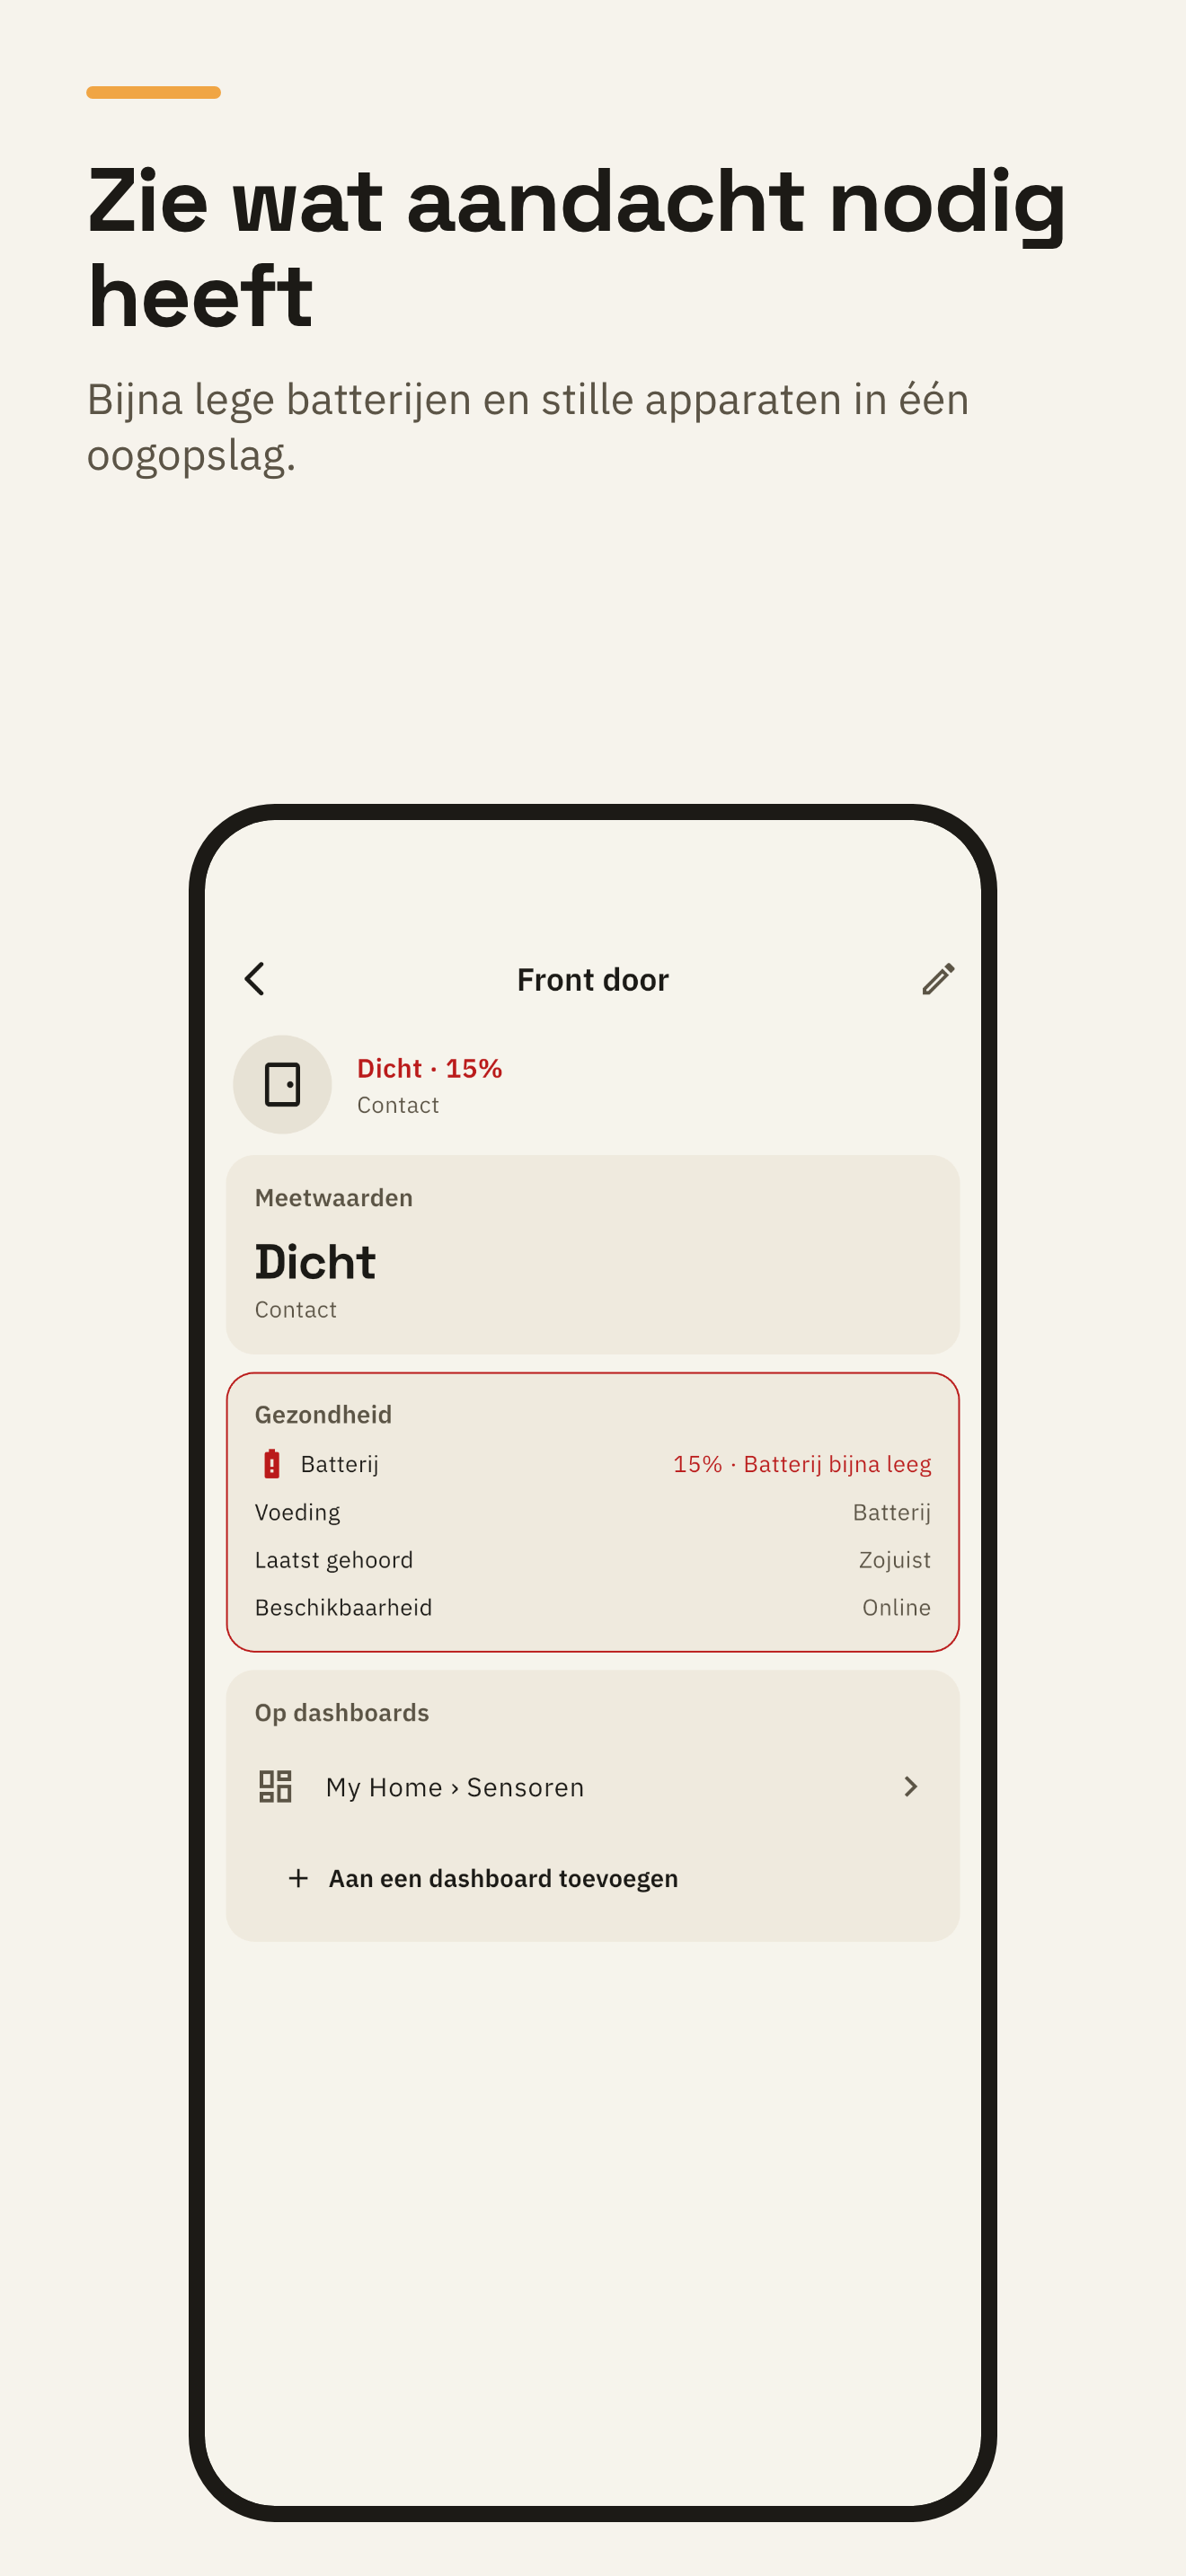 Zie wat aandacht nodig
heeft
Bijna lege batterijen en stille apparaten in één
oogopslag.
Front door
Dicht · 15%
Contact
Meetwaarden
Dicht
Contact
Gezondheid
Batterij 15% · Batterij bijna leeg
Voeding Batterij
Laatst gehoord Zojuist
Beschikbaarheid Online
Op dashboards
My Home › Sensoren
+ Aan een dashboard toevoegen